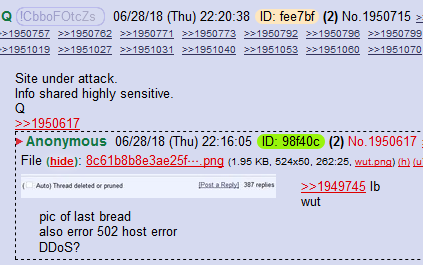 Q !CbboFOtcZs 06/28/18 (Thu) 22:20:38 ID: fee7bf (2) No.1950715
>>1950757 >>1950762 >>1950771 >>1950773 >>1950792 >>1950796 >>1950799
>>1951019 >>1951027 >>1951031 >>1951040 >>1951053 >>1951060 >>1951070
Site under attack.
Info shared highly sensitive.
Q
>>1950617
Anonymous 06/28/18 (Thu) 22:16:05 ID: 98f40c (2) No.1950617
File (hide): 8c61b8b8e3ae25f⋯.png (1.95 KB, 524x50, 262:25, wut.png) (h) (u
Auto) Thread deleted or pruned [Post a Reply] 387 replies
>>1949745 lb
wut
pic of last bread
also error 502 host error
DDoS?